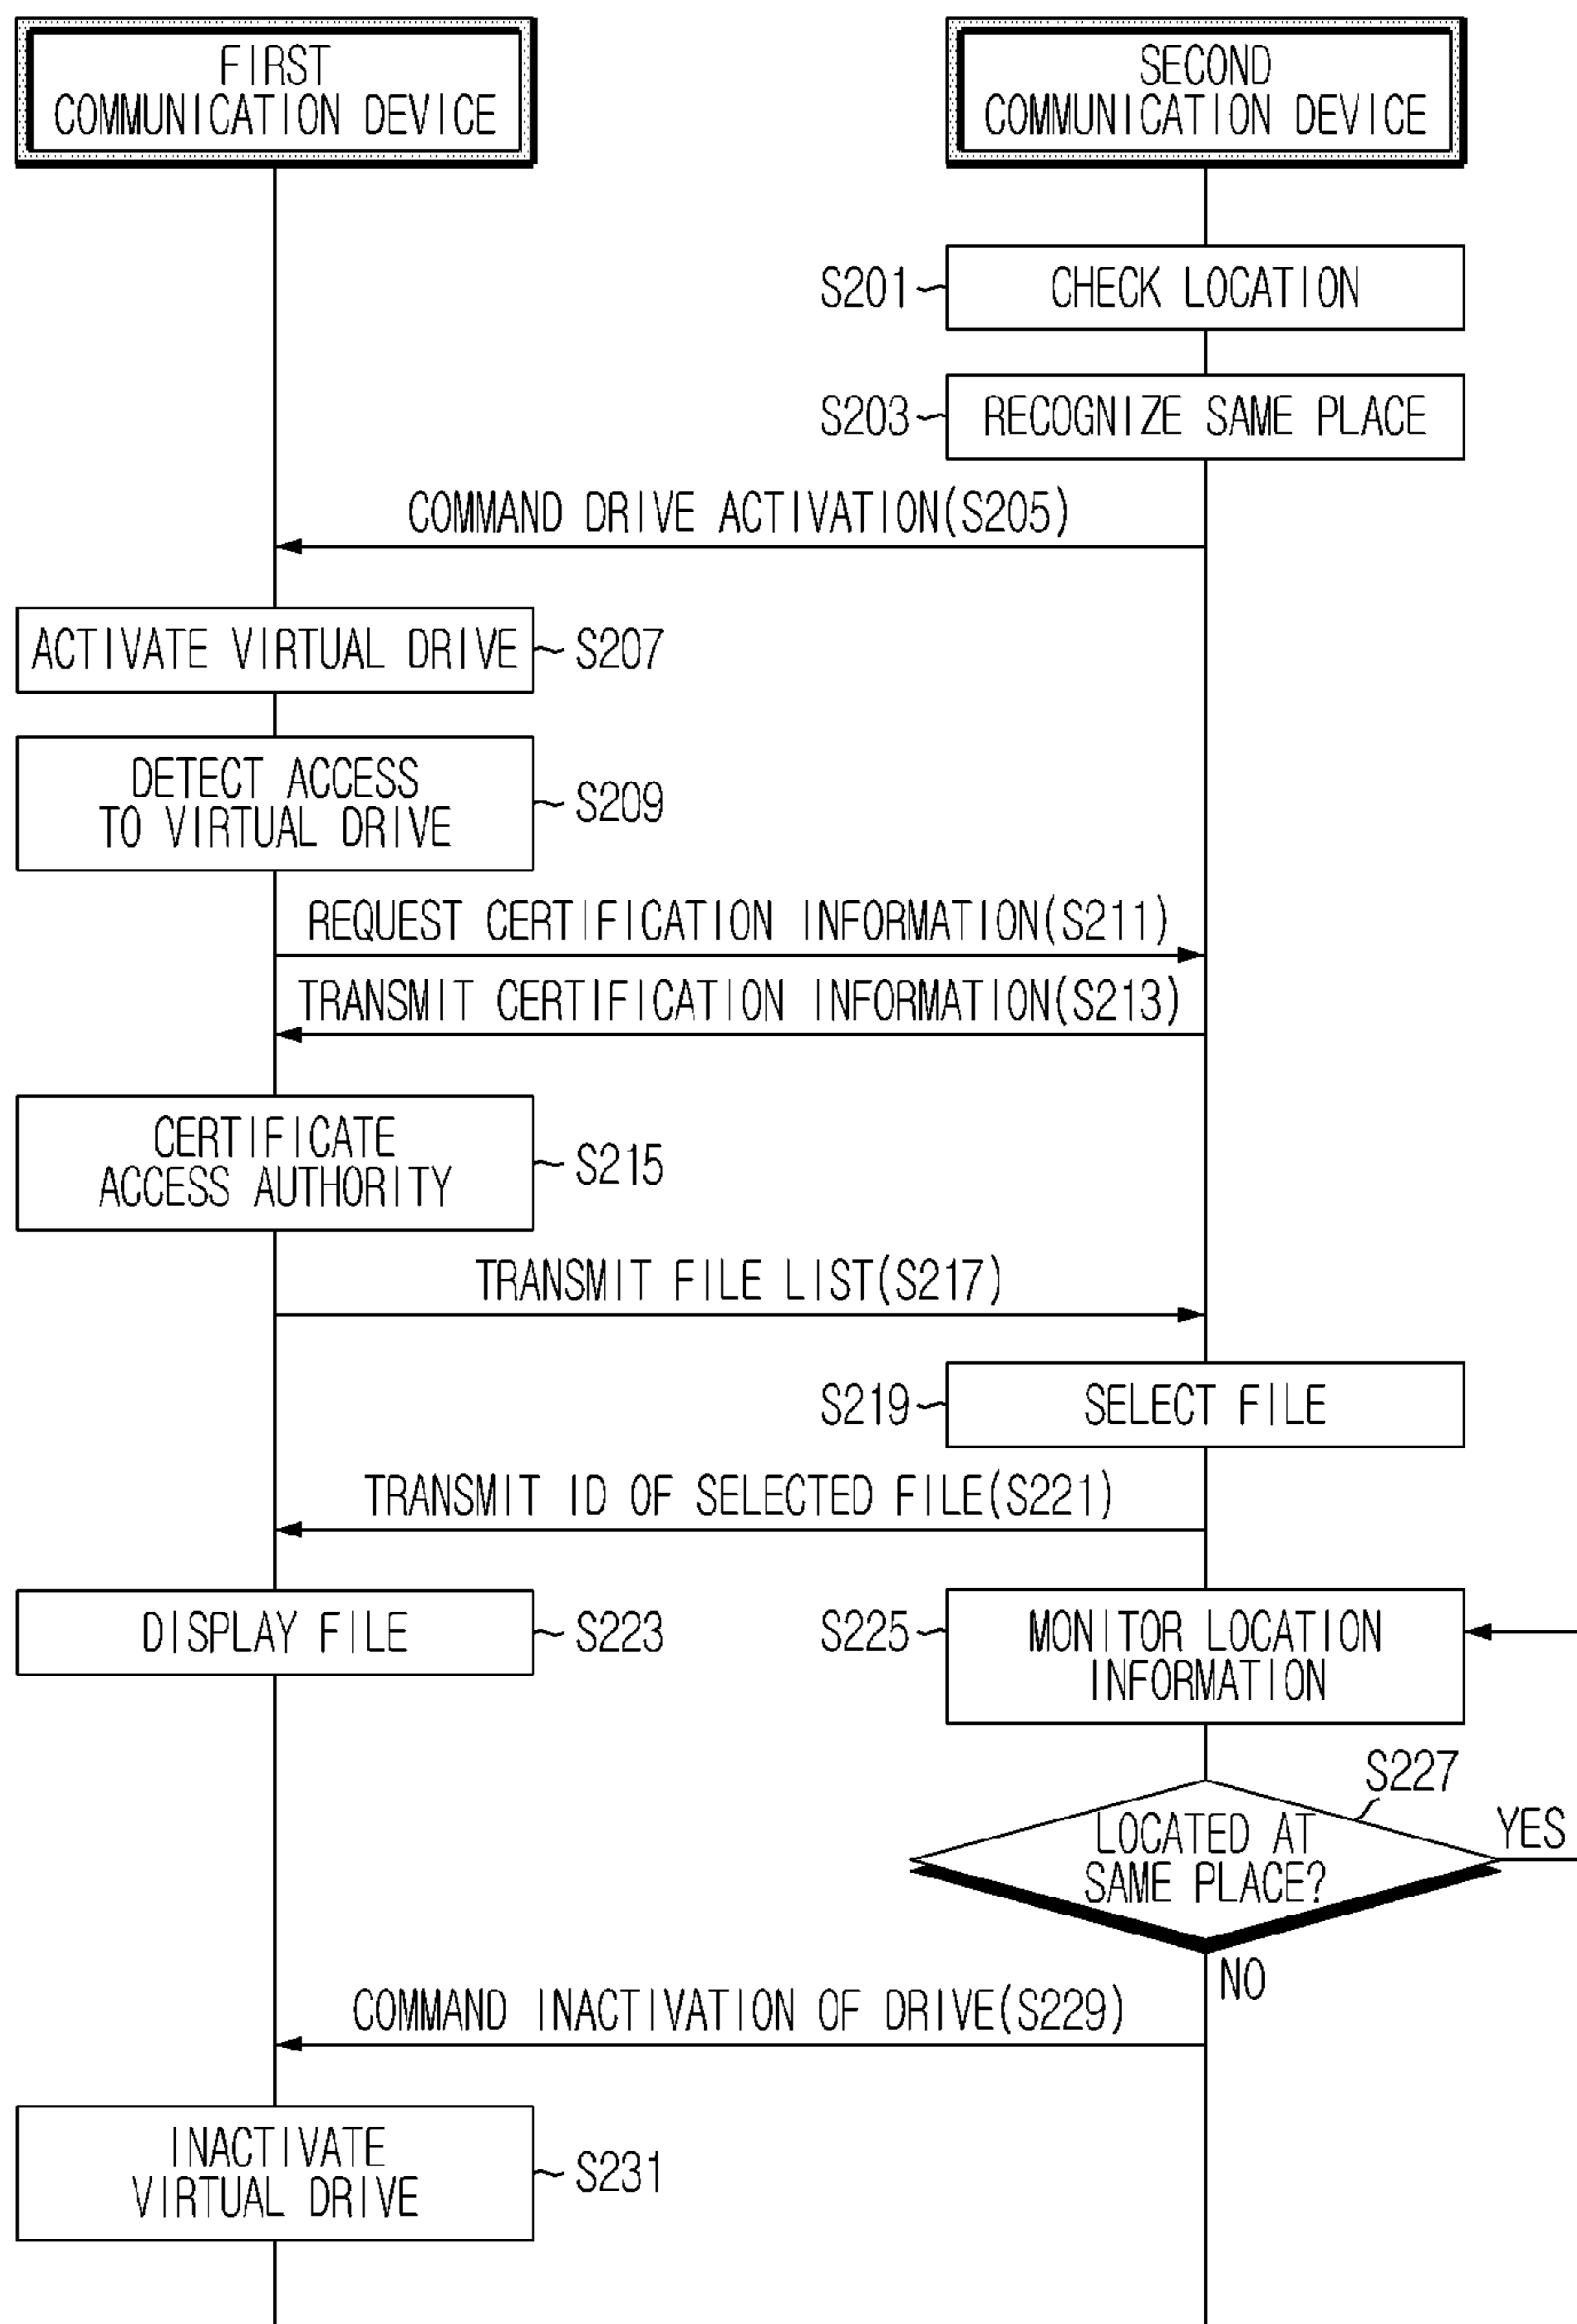 FIRST
COMMUNICATION DEVICE
SECOND
COMMUNICATION DEVICE
S201
CHECK LOCATION
S203
RECOGNIZE SAME PLACE
COMMAND DRIVE ACTIVATION(S205)
ACTIVATE VIRTUAL DRIVE
S207
DETECT ACCESS
TO VIRTUAL DRIVE
S209
REQUEST CERTIFICATION INFORMATION(S211)
TRANSMIT CERTIFICATION INFORMATION(S213)
CERTIFICATE
ACCESS AUTHORITY
S215
TRANSMIT FILE LIST(S217)
S219
SELECT FILE
TRANSMIT ID OF SELECTED FILE(S221)
DISPLAY FILE
S223
S225
MONITOR LOCATION
INFORMATION
S227
LOCATED AT
SAME PLACE?
YES
NO
COMMAND INACTIVATION OF DRIVE(S229)
INACTIVATE
VIRTUAL DRIVE
S231